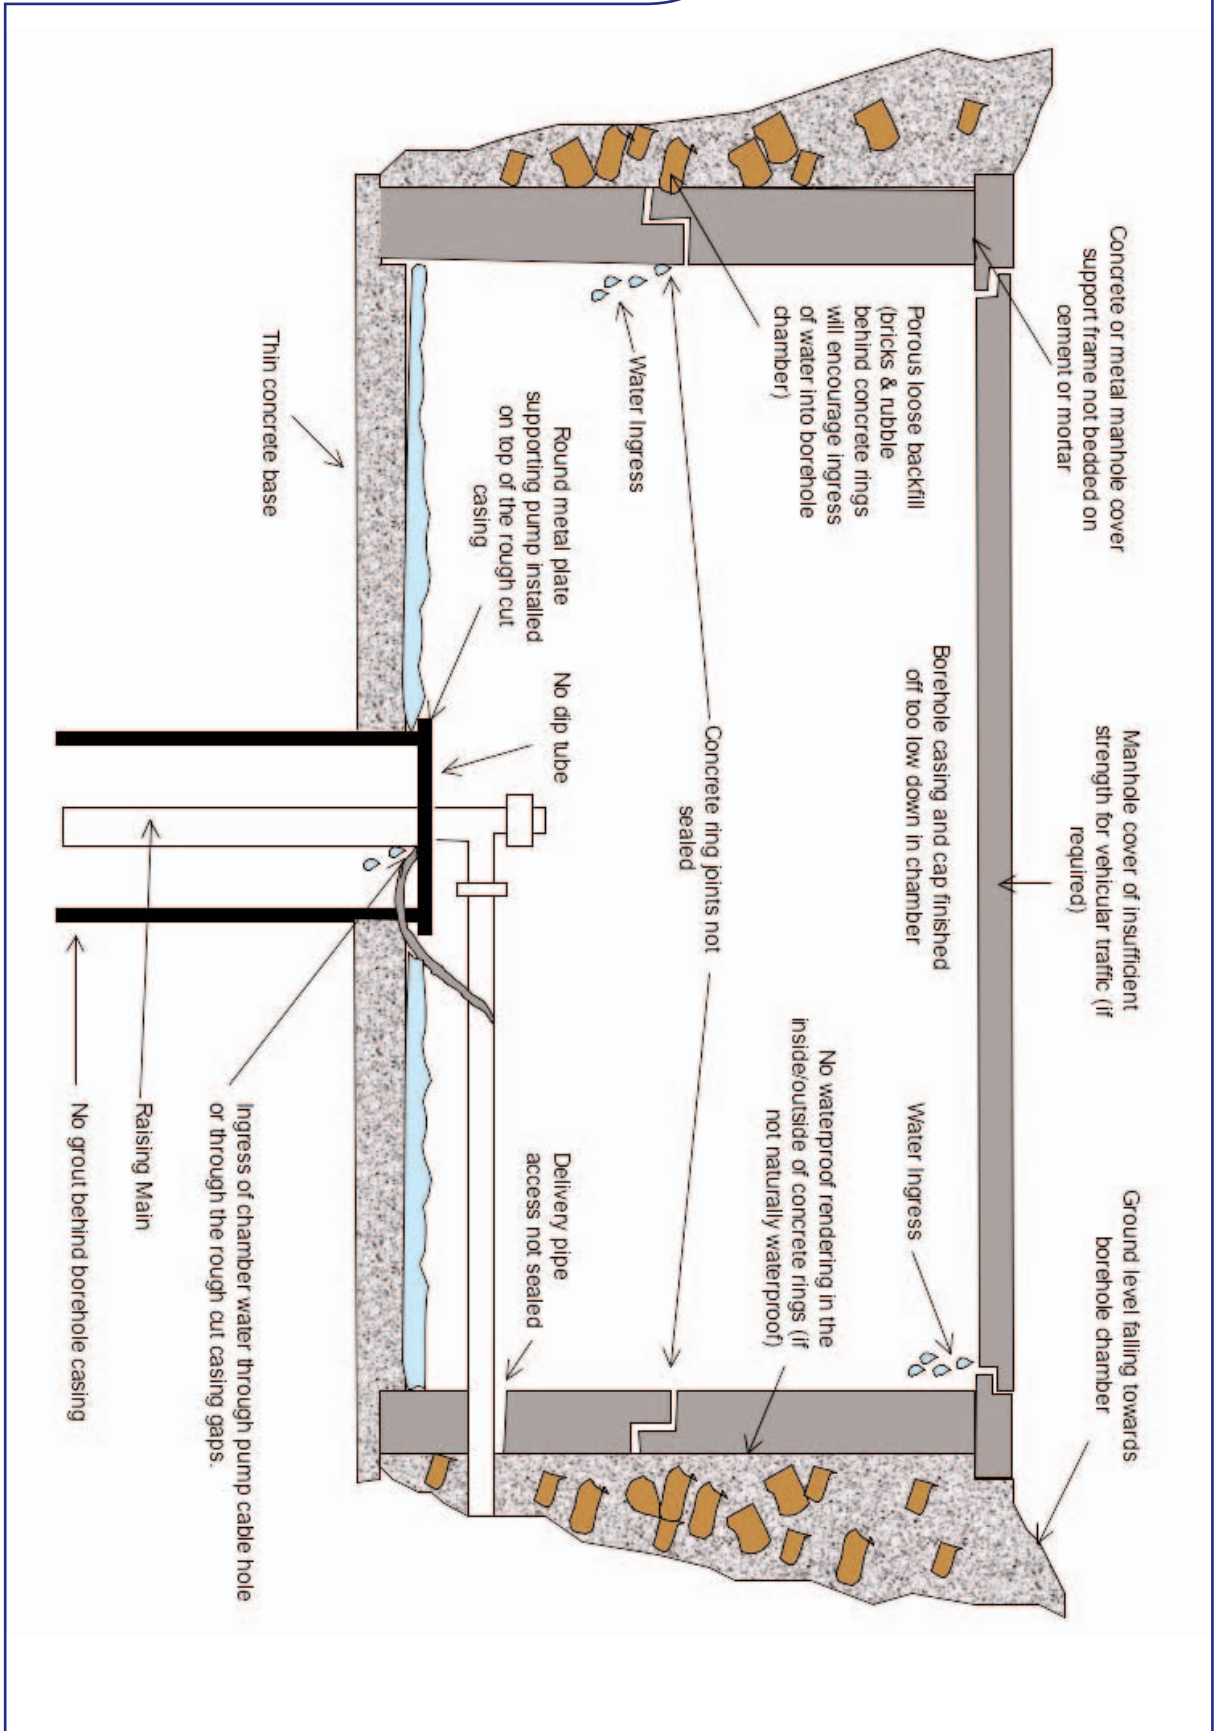 Concrete or metal manhole cover
support frame not bedded on
cement or mortar
Manhole cover of insufficient
strength for vehicular traffic (if
required)
Ground level falling towards
borehole chamber
Porous loose backfill
(bricks & rubble
behind concrete rings
will encourage ingress
of water into borehole
chamber)
Borehole casing and cap finished
off too low down in chamber
Water Ingress
Water Ingress
Concrete ring joints not
sealed
No waterproof rendering in the
inside/outside of concrete rings (if
not naturally waterproof)
Round metal plate
supporting pump installed
on top of the rough cut
casing
No dip tube
Delivery pipe
access not sealed
Thin concrete base
Ingress of chamber water through pump cable hole
or through the rough cut casing gaps.
Raising Main
No grout behind borehole casing